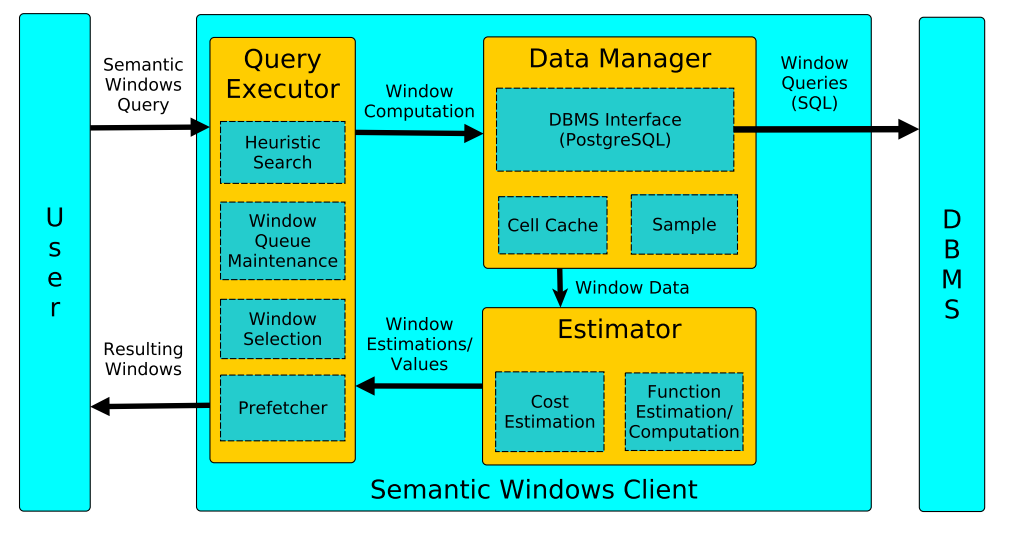 User
Semantic
Windows
Query
Resulting
Windows
Query
Executor
Heuristic
Search
Window
Queue
Maintenance
Window
Selection
Prefetcher
Window
Computation
Window
Estimations/
Values
Data Manager
DBMS Interface
(PostgreSQL)
Cell Cache
Sample
Window Data
Estimator
Cost
Estimation
Function
Estimation/
Computation
Semantic Windows Client
Window
Queries
(SQL)
DBMS